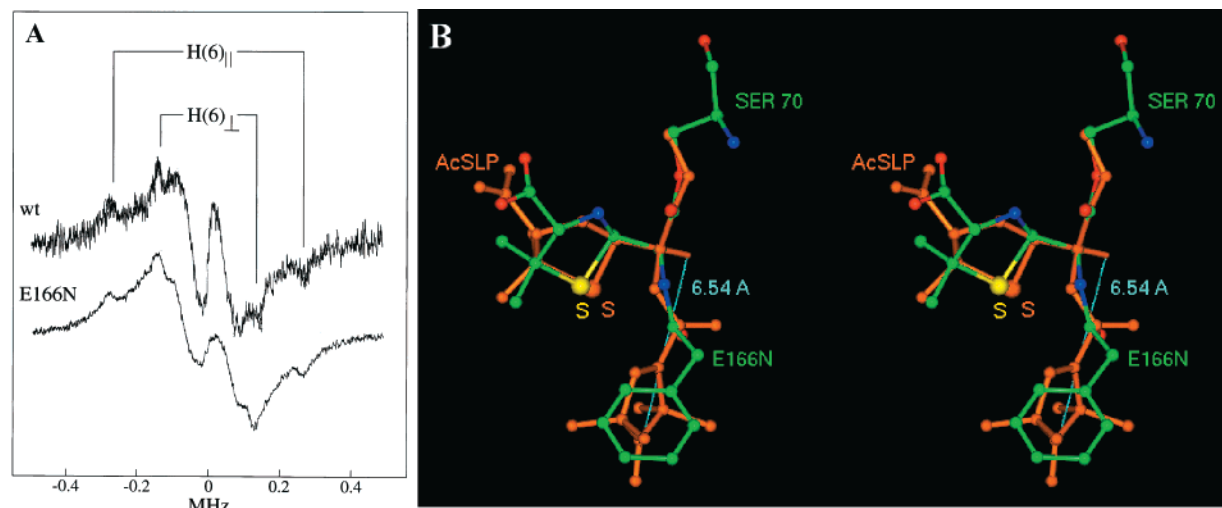 A
H(6)||
H(6)⊥
wt
E166N
-0.4 -0.2 0 0.2 0.4
MHz
B
SER 70
AcSLP
6.54 A
S S
E166N
SER 70
AcSLP
6.54 A
S S
E166N